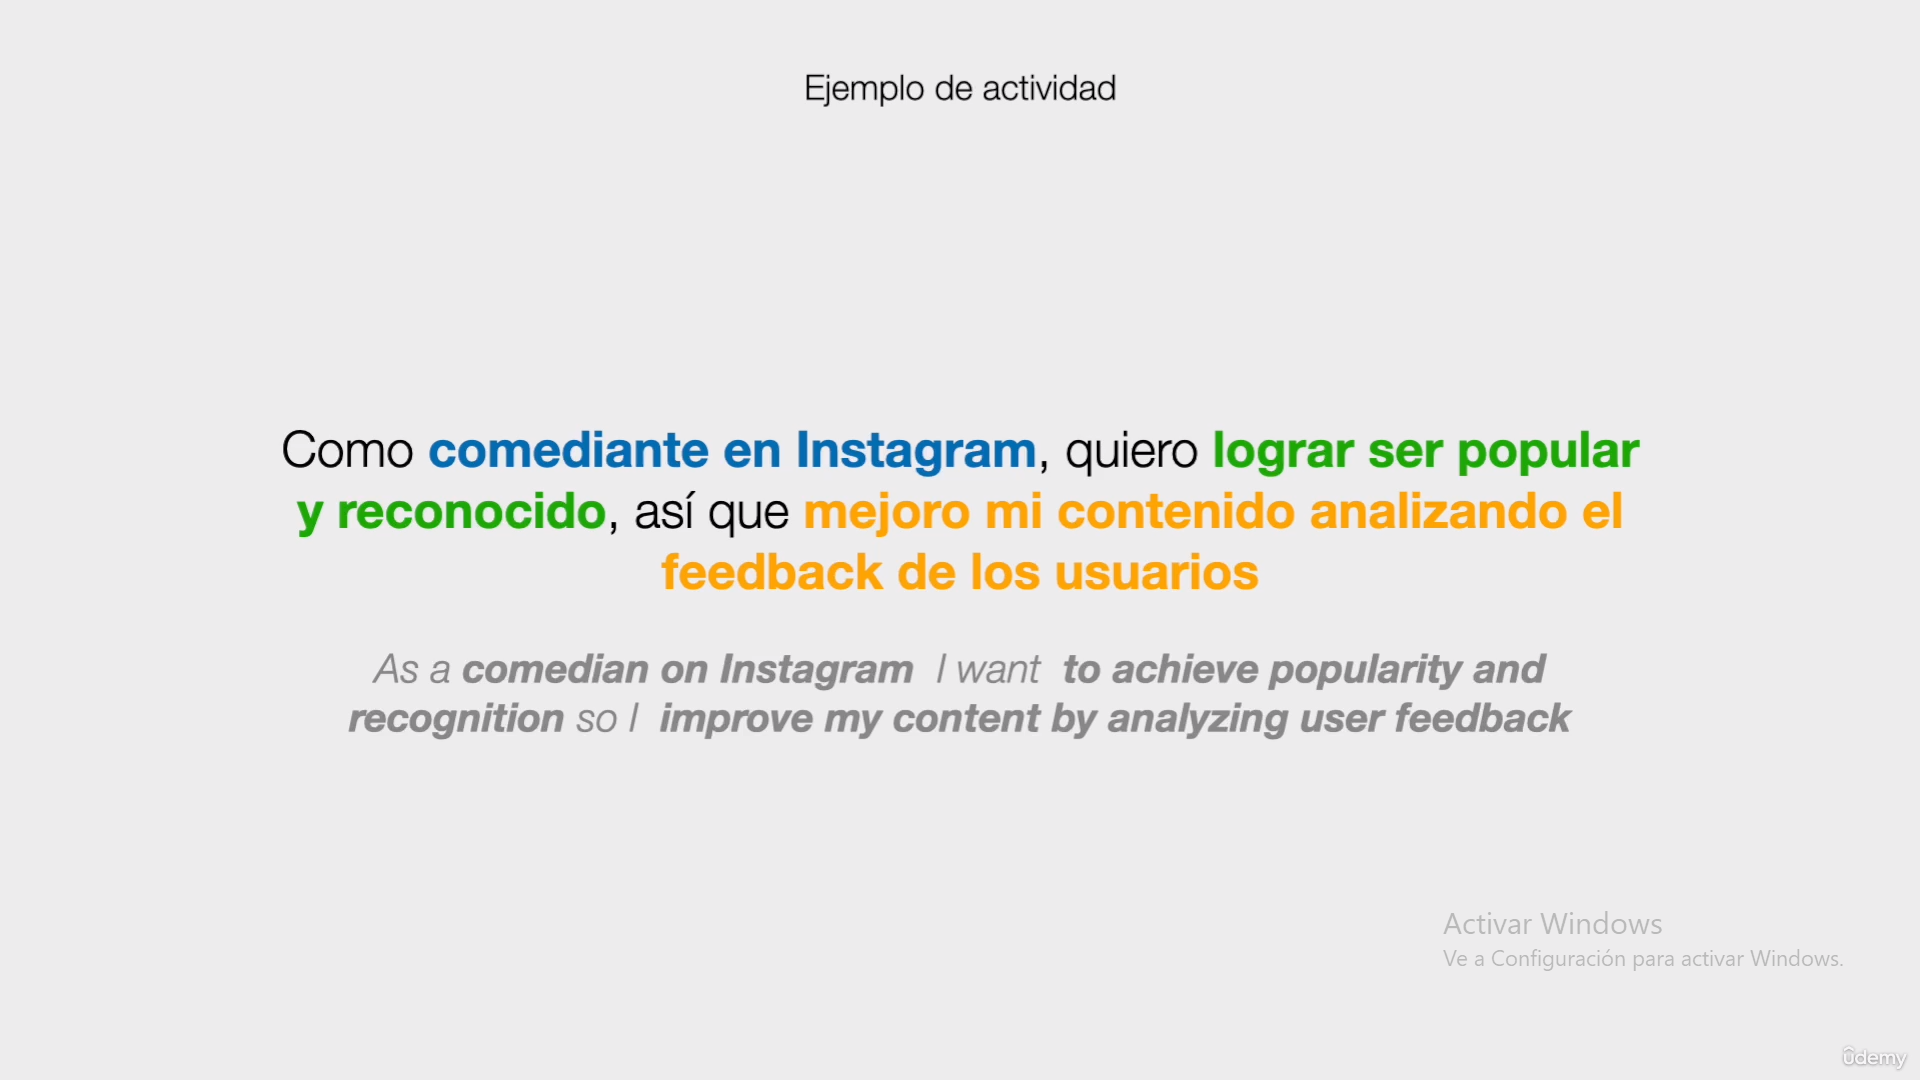 Ejemplo de actividad
Como comediante en Instagram, quiero lograr ser popular
y reconocido, así que mejoro mi contenido analizando el
feedback de los usuarios
As a comedian on Instagram I want to achieve popularity and
recognition so I improve my content by analyzing user feedback
Activar Windows
Ve a Configuración para activar Windows.
ûdemy